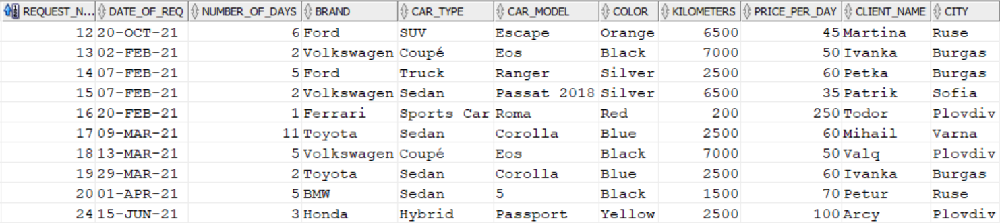 REQUEST_N... DATE_OF_REQ NUMBER_OF_DAYS BRAND CAR_TYPE CAR_MODEL COLOR KILOMETERS PRICE_PER_DAY CLIENT_NAME CITY
12 20-OCT-21 6 Ford SUV Escape Orange 6500 45 Martina Ruse
13 02-FEB-21 2 Volkswagen Coupé Eos Black 7000 50 Ivanka Burgas
14 07-FEB-21 5 Ford Truck Ranger Silver 2500 60 Petka Burgas
15 07-FEB-21 2 Volkswagen Sedan Passat 2018 Silver 6500 35 Patrik Sofia
16 20-FEB-21 1 Ferrari Sports Car Roma Red 200 250 Todor Plovdiv
17 09-MAR-21 11 Toyota Sedan Corolla Blue 2500 60 Mihail Varna
18 13-MAR-21 5 Volkswagen Coupé Eos Black 7000 50 Valq Plovdiv
19 29-MAR-21 2 Toyota Sedan Corolla Blue 2500 60 Ivanka Burgas
20 01-APR-21 5 BMW Sedan 5 Black 1500 70 Petur Ruse
24 15-JUN-21 3 Honda Hybrid Passport Yellow 2500 100 Arcy Plovdiv